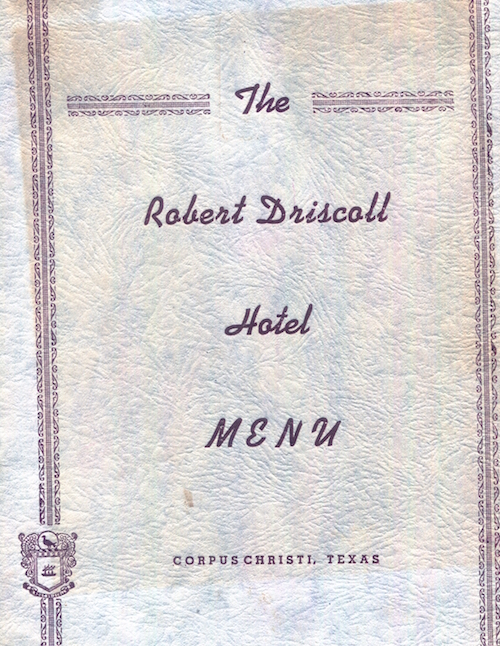 The
Robert Driscoll
Hotel
MENU
CORPUS CHRISTI, TEXAS